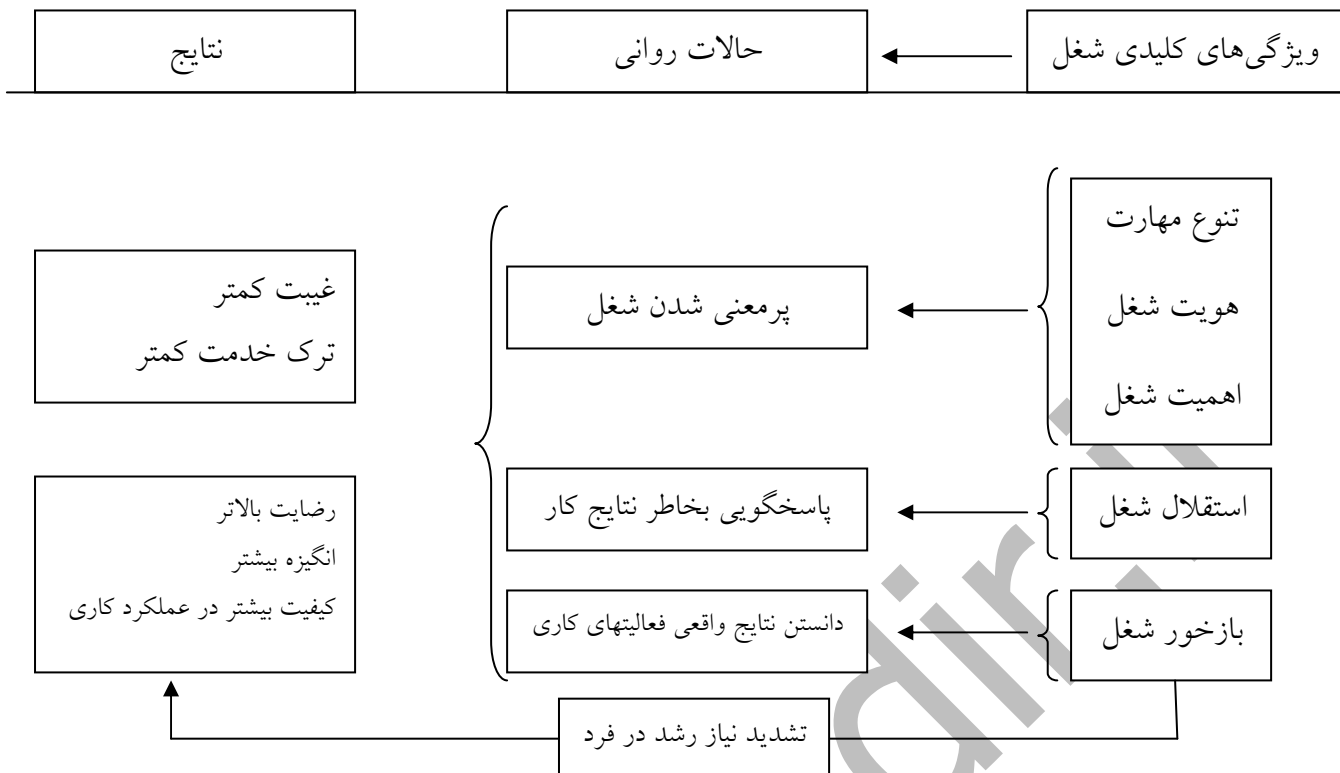 ویژگی‌های کلیدی شغل
حالات روانی
نتایج
تنوع مهارت
هویت شغل
اهمیت شغل
پرمعنی شدن شغل
غیبت کمتر
ترک خدمت کمتر
استقلال شغل
پاسخگویی بخاطر نتایج کار
رضایت بالاتر
انگیزه بیشتر
کیفیت بیشتر در عملکرد کاری
بازخور شغل
دانستن نتایج واقعی فعالیتهای کاری
تشدید نیاز رشد در فرد